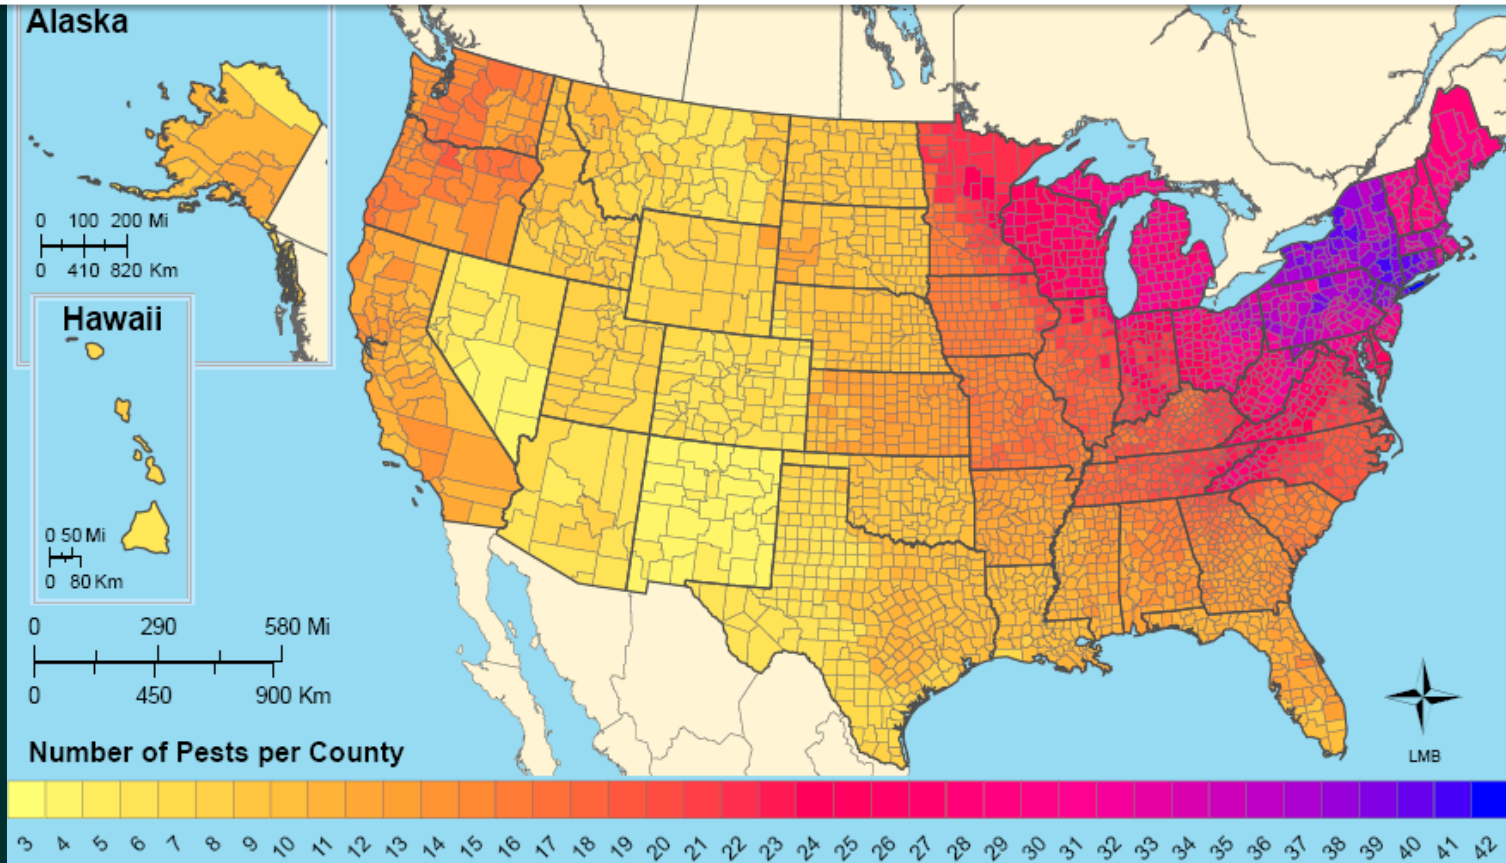 Alaska
0 100 200 Mi
0 410 820 Km
Hawaii
0 50 Mi
0 80 Km
0 290 580 Mi
0 450 900 Km
LMB
Number of Pests per County
3 4 5 6 7 8 9 10 11 12 13 14 15 16 17 18 19 20 21 22 23 24 25 26 27 28 29 30 31 32 33 34 35 36 37 38 39 40 41 42